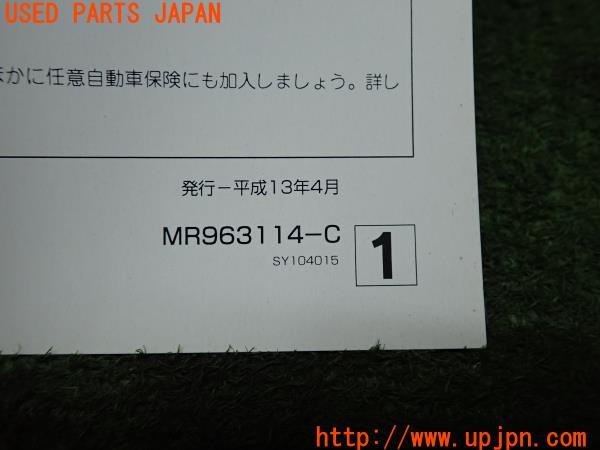 USED PARTS JAPAN
かに任意自動車保険にも加入しましょう。詳し
発行－平成13年4月
MR963114－C
1
SY104015
http://www.upjpn.com